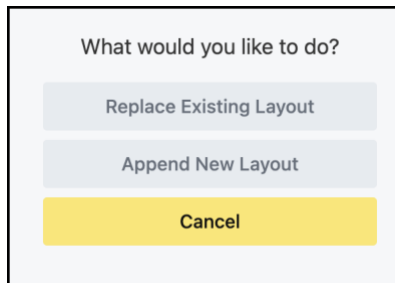 What would you like to do?
Replace Existing Layout
Append New Layout
Cancel